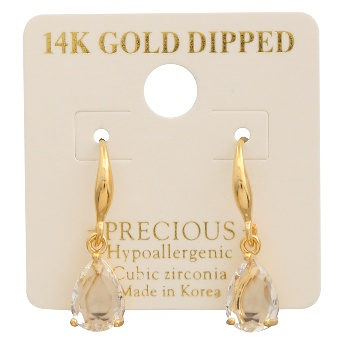 14K GOLD DIPPED
PRECIOUS
Hypoallergenic
Cubic zirconia
Made in Korea